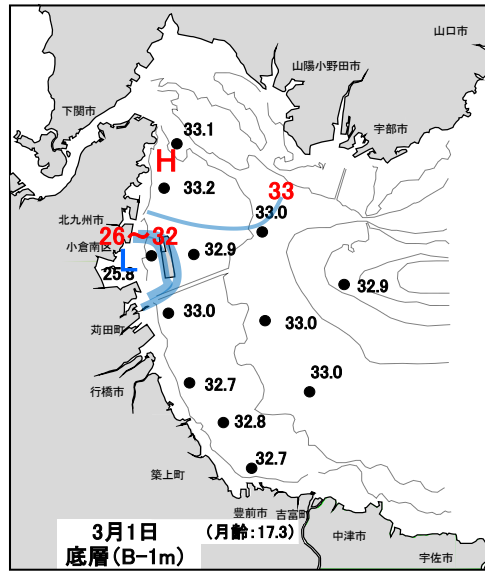 山口市
山陽小野田市
下関市
宇部市
33.1
H
33.2
33
北九州市
33.0
26～32
小倉南区
32.9
L
25.8
32.9
33.0
苅田町
33.0
33.0
行橋市
32.7
32.8
32.7
築上町
豊前市
吉富町
3月1日
(月齢:17.3)
中津市
底層(B-1m)
宇佐市